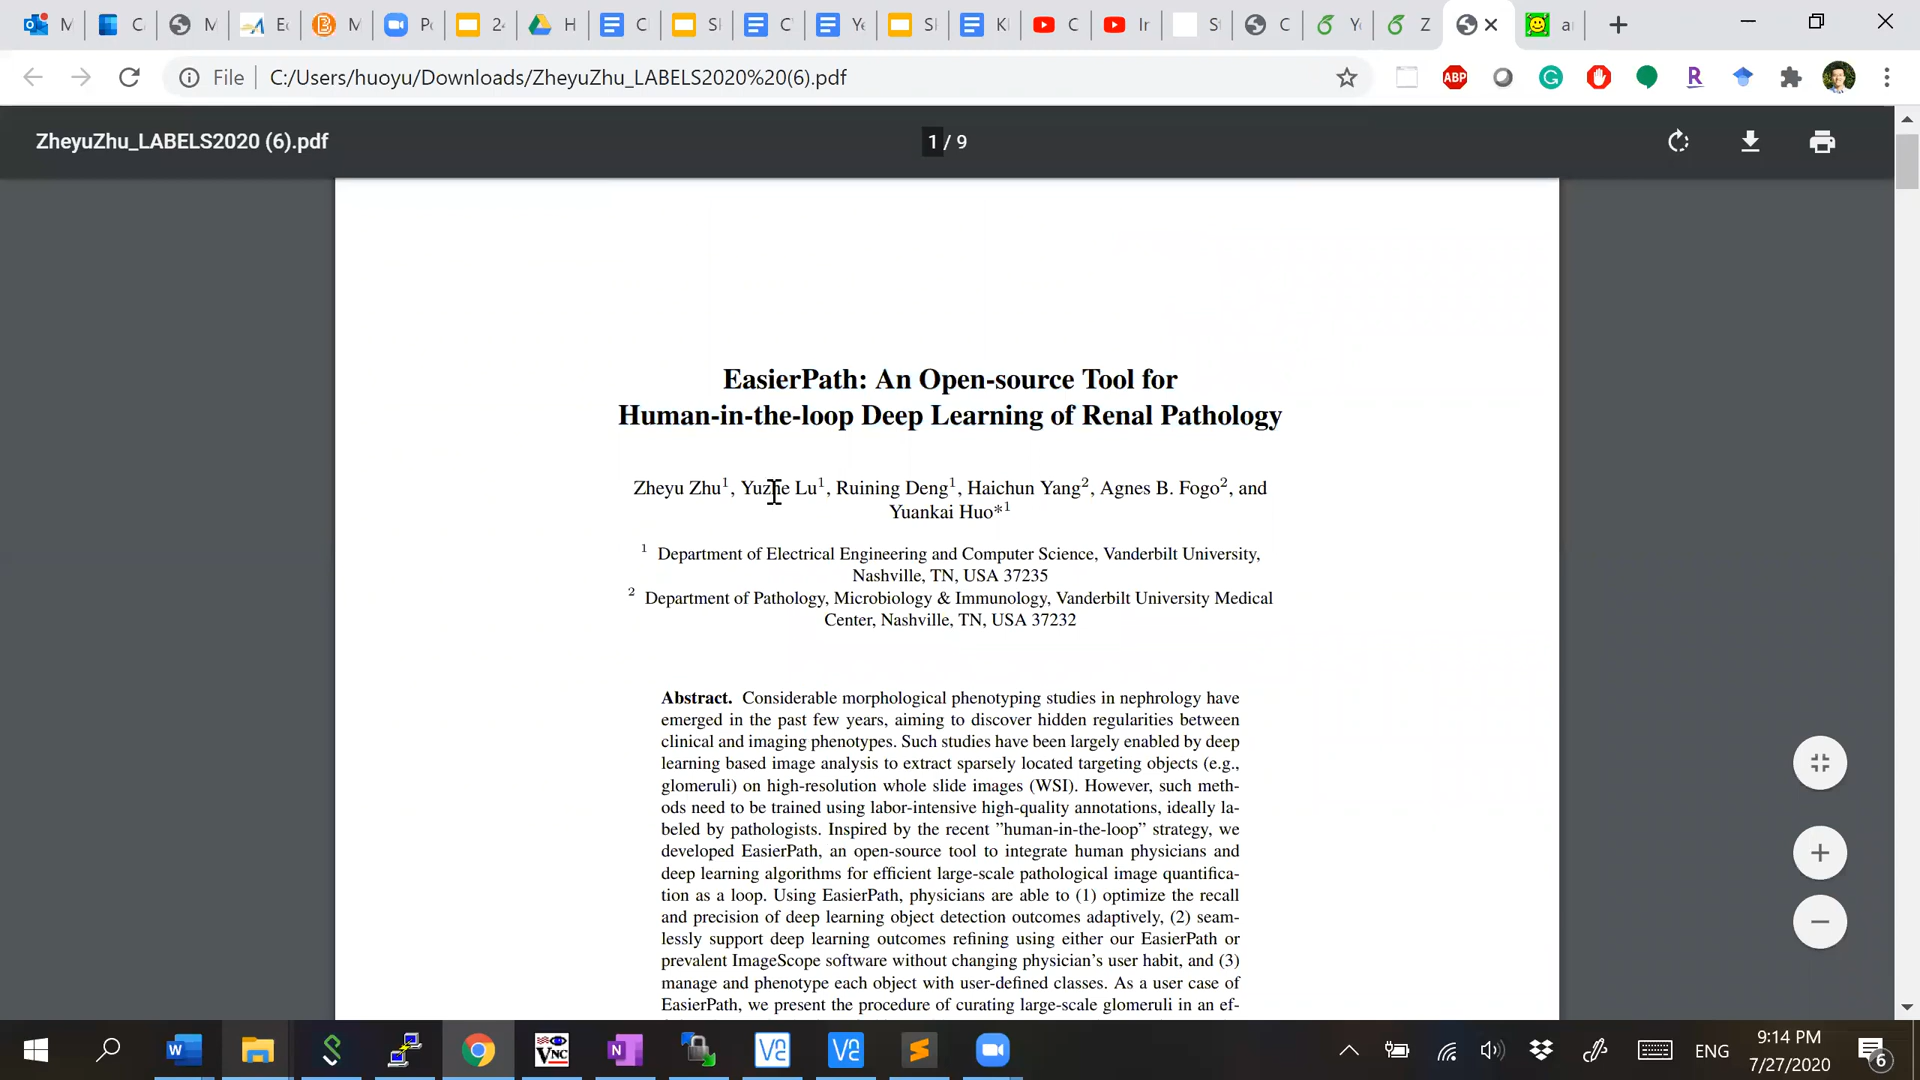 M
C
M
Ec
M
Po
24
H
C
Sl
C'
Ye
Sl
Kl
C
Ir
S
C
Yo
Z
a
File
C:/Users/huoyu/Downloads/ZheyuZhu_LABELS2020%20(6).pdf
ABP
ZheyuZhu_LABELS2020 (6).pdf
1 / 9
EasierPath: An Open-source Tool for
Human-in-the-loop Deep Learning of Renal Pathology
Zheyu Zhu1, Yuzhe Lu1, Ruining Deng1, Haichun Yang2, Agnes B. Fogo2, and
Yuankai Huo*1
1 Department of Electrical Engineering and Computer Science, Vanderbilt University,
Nashville, TN, USA 37235
2 Department of Pathology, Microbiology & Immunology, Vanderbilt University Medical
Center, Nashville, TN, USA 37232
Abstract. Considerable morphological phenotyping studies in nephrology have
emerged in the past few years, aiming to discover hidden regularities between
clinical and imaging phenotypes. Such studies have been largely enabled by deep
learning based image analysis to extract sparsely located targeting objects (e.g.,
glomeruli) on high-resolution whole slide images (WSI). However, such meth-
ods need to be trained using labor-intensive high-quality annotations, ideally la-
beled by pathologists. Inspired by the recent ”human-in-the-loop” strategy, we
developed EasierPath, an open-source tool to integrate human physicians and
deep learning algorithms for efficient large-scale pathological image quantifica-
tion as a loop. Using EasierPath, physicians are able to (1) optimize the recall
and precision of deep learning object detection outcomes adaptively, (2) seam-
lessly support deep learning outcomes refining using either our EasierPath or
prevalent ImageScope software without changing physician's user habit, and (3)
manage and phenotype each object with user-defined classes. As a user case of
EasierPath, we present the procedure of curating large-scale glomeruli in an ef-
ENG
9:14 PM
7/27/2020
6